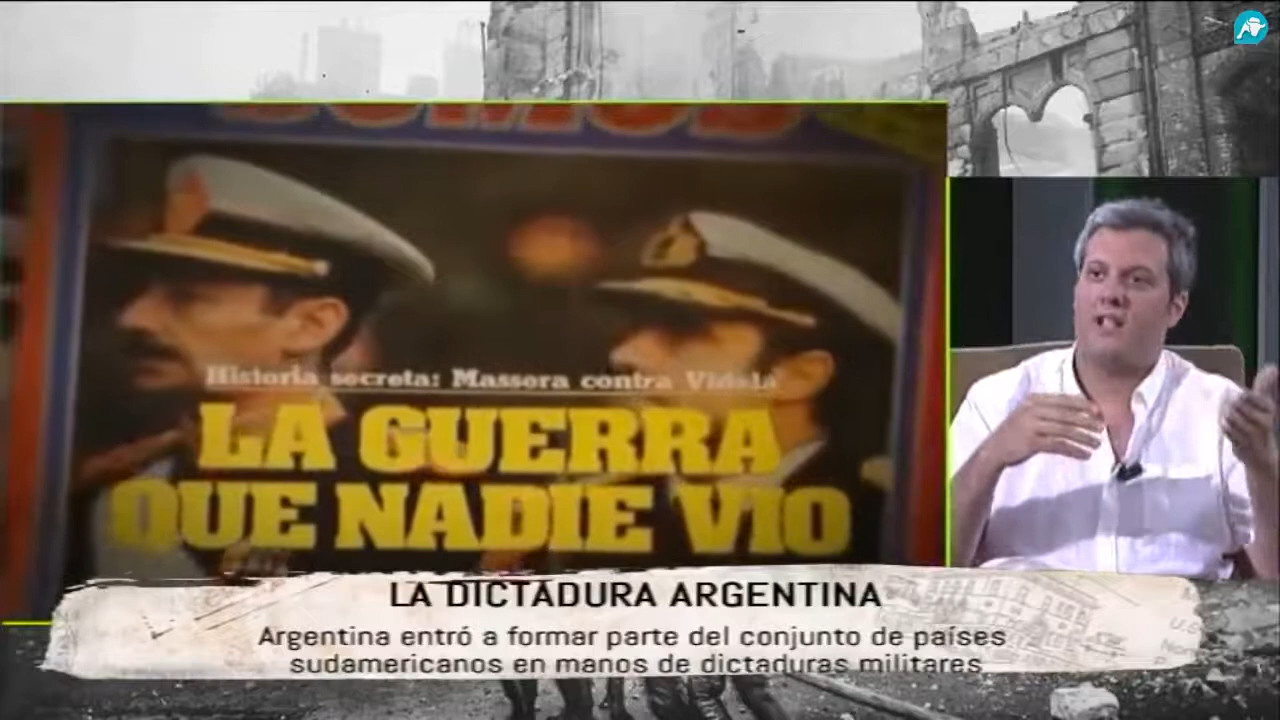 SOMOS
Historia secreta: Massera contra Videla
LA GUERRA
QUE NADIE VIO
LA DICTADURA ARGENTINA
Argentina entró a formar parte del conjunto de países
sudamericanos en manos de dictaduras militares